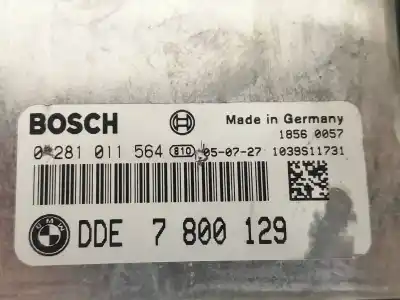 BOSCH
Made in Germany
1856 0057
0 281 011 564 810 05-07-27 1039S11731
BMW DDE 7 800 129